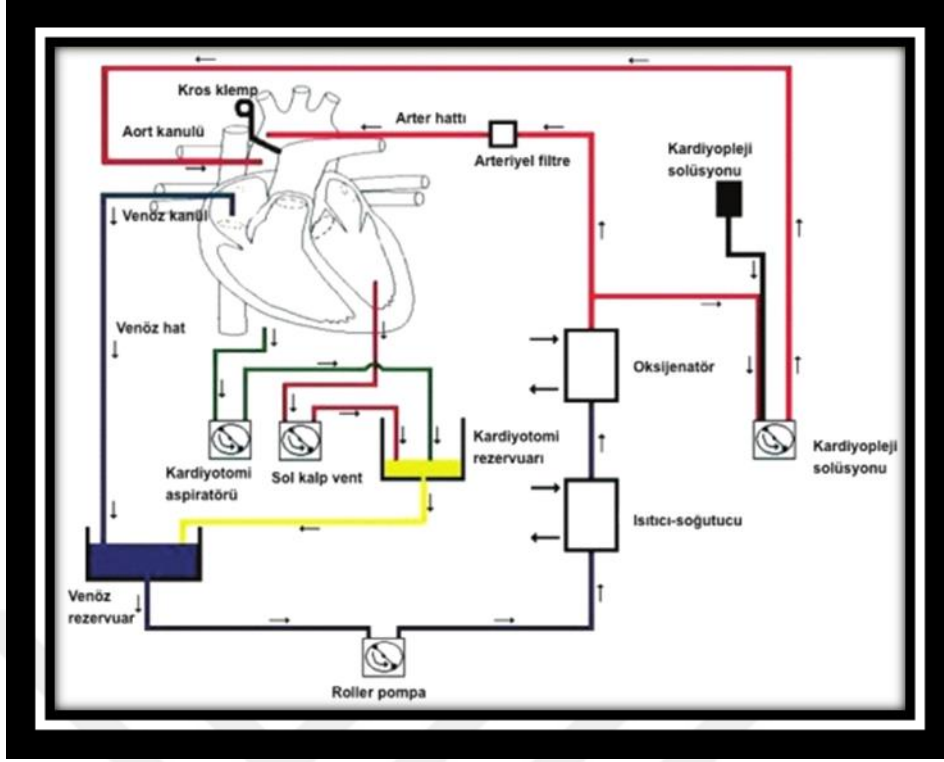 Kros klemp
Aort kanülü
Arter hattı
Arteriyel filtre
Kardiyopleji
solüsyonu
Venöz kanül
Venöz hat
Oksijenatör
Kardiyotomi
rezervuarı
Kardiyopleji
solüsyonu
Kardiyotomi
aspiratörü
Sol kalp vent
Isıtıcı-soğutucu
Venöz
rezervuar
Roller pompa